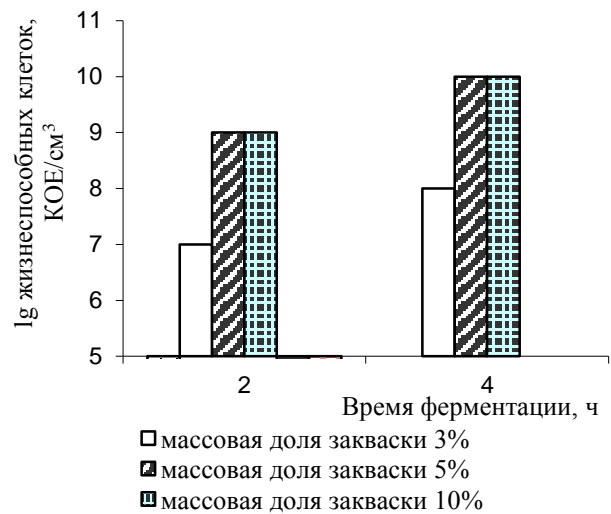 lg жизнеспособных клеток,
КОЕ/см³
11
10
9
8
7
6
5
2
4
Время ферментации, ч
массовая доля закваски 3%
массовая доля закваски 5%
массовая доля закваски 10%